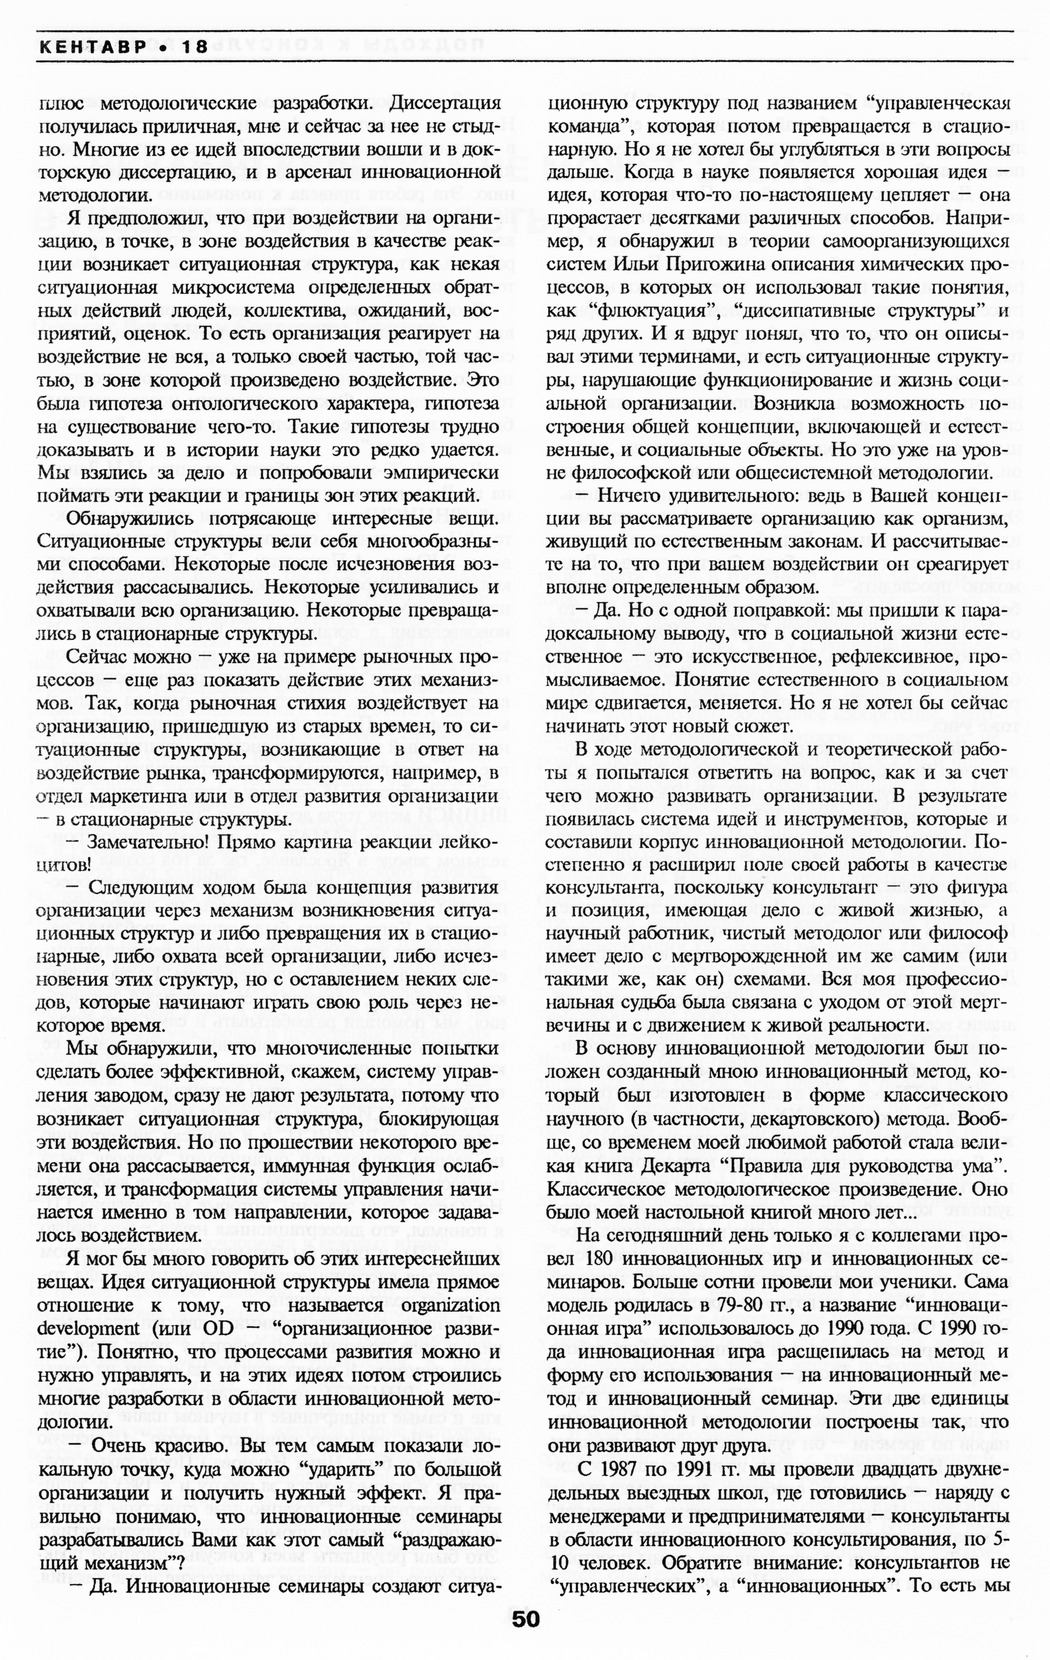 КЕНТАВР • 18
плюс методологические разработки. Диссертация
получилась приличная, мне и сейчас за нее не стыд-
но. Многие из ее идей впоследствии вошли и в док-
торскую диссертацию, и в арсенал инновационной
методологии.
Я предположил, что при воздействии на органи-
зацию, в точке, в зоне воздействия в качестве реак-
ции возникает ситуационная структура, как некая
ситуационная микросистема определенных обрат-
ных действий людей, коллектива, ожиданий, вос-
приятий, оценок. То есть организация реагирует на
воздействие не вся, а только своей частью, той час-
тью, в зоне которой произведено воздействие. Это
была гипотеза онтологического характера, гипотеза
на существование чего-то. Такие гипотезы трудно
доказывать и в истории науки это редко удается.
Мы взялись за дело и попробовали эмпирически
поймать эти реакции и границы зон этих реакций.
Обнаружились потрясающе интересные вещи.
Ситуационные структуры вели себя многообразны-
ми способами. Некоторые после исчезновения воз-
действия рассасывались. Некоторые усиливались и
охватывали всю организацию. Некоторые превраща-
лись в стационарные структуры.
Сейчас можно — уже на примере рыночных про-
цессов — еще раз показать действие этих механиз-
мов. Так, когда рыночная стихия воздействует на
организацию, пришедшую из старых времен, то си-
туационные структуры, возникающие в ответ на
воздействие рынка, трансформируются, например, в
отдел маркетинга или в отдел развития организации
— в стационарные структуры.
— Замечательно! Прямо картина реакции лейко-
цитов!
— Следующим ходом была концепция развития
организации через механизм возникновения ситуа-
ционных структур и либо превращения их в стацио-
нарные, либо охвата всей организации, либо исчез-
новения этих структур, но с оставлением неких сле-
дов, которые начинают играть свою роль через не-
которое время.
Мы обнаружили, что многочисленные попытки
сделать более эффективной, скажем, систему управ-
ления заводом, сразу не дают результата, потому что
возникает ситуационная структура, блокирующая
эти воздействия. Но по прошествии некоторого вре-
мени она рассасывается, иммунная функция ослаб-
ляется, и трансформация системы управления начи-
нается именно в том направлении, которое задава-
лось воздействием.
Я мог бы много говорить об этих интереснейших
вещах. Идея ситуационной структуры имела прямое
отношение к тому, что называется organization
development (или OD — “организационное разви-
тие”). Понятно, что процессами развития можно и
нужно управлять, и на этих идеях потом строились
многие разработки в области инновационной мето-
дологии.
— Очень красиво. Вы тем самым показали ло-
кальную точку, куда можно “ударить” по большой
организации и получить нужный эффект. Я пра-
вильно понимаю, что инновационные семинары
разрабатывались Вами как этот самый “раздражаю-
щий механизм”?
— Да. Инновационные семинары создают ситуа-
ционную структуру под названием “управленческая
команда”, которая потом превращается в стацио-
нарную. Но я не хотел бы углубляться в эти вопросы
дальше. Когда в науке появляется хорошая идея —
идея, которая что-то по-настоящему цепляет — она
прорастает десятками различных способов. Напри-
мер, я обнаружил в теории самоорганизующихся
систем Ильи Пригожина описания химических про-
цессов, в которых он использовал такие понятия,
как “флюктуация”, “диссипативные структуры” и
ряд других. И я вдруг понял, что то, что он описы-
вал этими терминами, и есть ситуационные структу-
ры, нарушающие функционирование и жизнь соци-
альной организации. Возникла возможность по-
строения общей концепции, включающей и естест-
венные, и социальные объекты. Но это уже на уров-
не философской или общесистемной методологии.
— Ничего удивительного: ведь в Вашей концеп-
ции вы рассматриваете организацию как организм,
живущий по естественным законам. И рассчитывае-
те на то, что при вашем воздействии он среагирует
вполне определенным образом.
— Да. Но с одной поправкой: мы пришли к пара-
доксальному выводу, что в социальной жизни есте-
ственное — это искусственное, рефлексивное, про-
мысливаемое. Понятие естественного в социальном
мире сдвигается, меняется. Но я не хотел бы сейчас
начинать этот новый сюжет.
В ходе методологической и теоретической рабо-
ты я попытался ответить на вопрос, как и за счет
чего можно развивать организации. В результате
появилась система идей и инструментов, которые и
составили корпус инновационной методологии. По-
степенно я расширил поле своей работы в качестве
консультанта, поскольку консультант — это фигура
и позиция, имеющая дело с живой жизнью, а
научный работник, чистый методолог или философ
имеет дело с мертворожденной им же самим (или
такими же, как он) схемами. Вся моя профессио-
нальная судьба была связана с уходом от этой мерт-
вечины и с движением к живой реальности.
В основу инновационной методологии был по-
ложен созданный мною инновационный метод, ко-
торый был изготовлен в форме классического
научного (в частности, декартовского) метода. Вооб-
ще, со временем моей любимой работой стала вели-
кая книга Декарта “Правила для руководства ума”.
Классическое методологическое произведение. Оно
было моей настольной книгой много лет...
На сегодняшний день только я с коллегами про-
вел 180 инновационных игр и инновационных се-
минаров. Больше сотни провели мои ученики. Сама
модель родилась в 79-80 гг., а название “инноваци-
онная игра” использовалось до 1990 года. С 1990 го-
да инновационная игра расщепилась на метод и
форму его использования — на инновационный ме-
тод и инновационный семинар. Эти две единицы
инновационной методологии построены так, что
они развивают друг друга.
С 1987 по 1991 гг. мы провели двадцать двухне-
дельных выездных школ, где готовились — наряду с
менеджерами и предпринимателями — консультанты
в области инновационного консультирования, по 5-
10 человек. Обратите внимание: консультантов не
“управленческих”, а “инновационных”. То есть мы
50